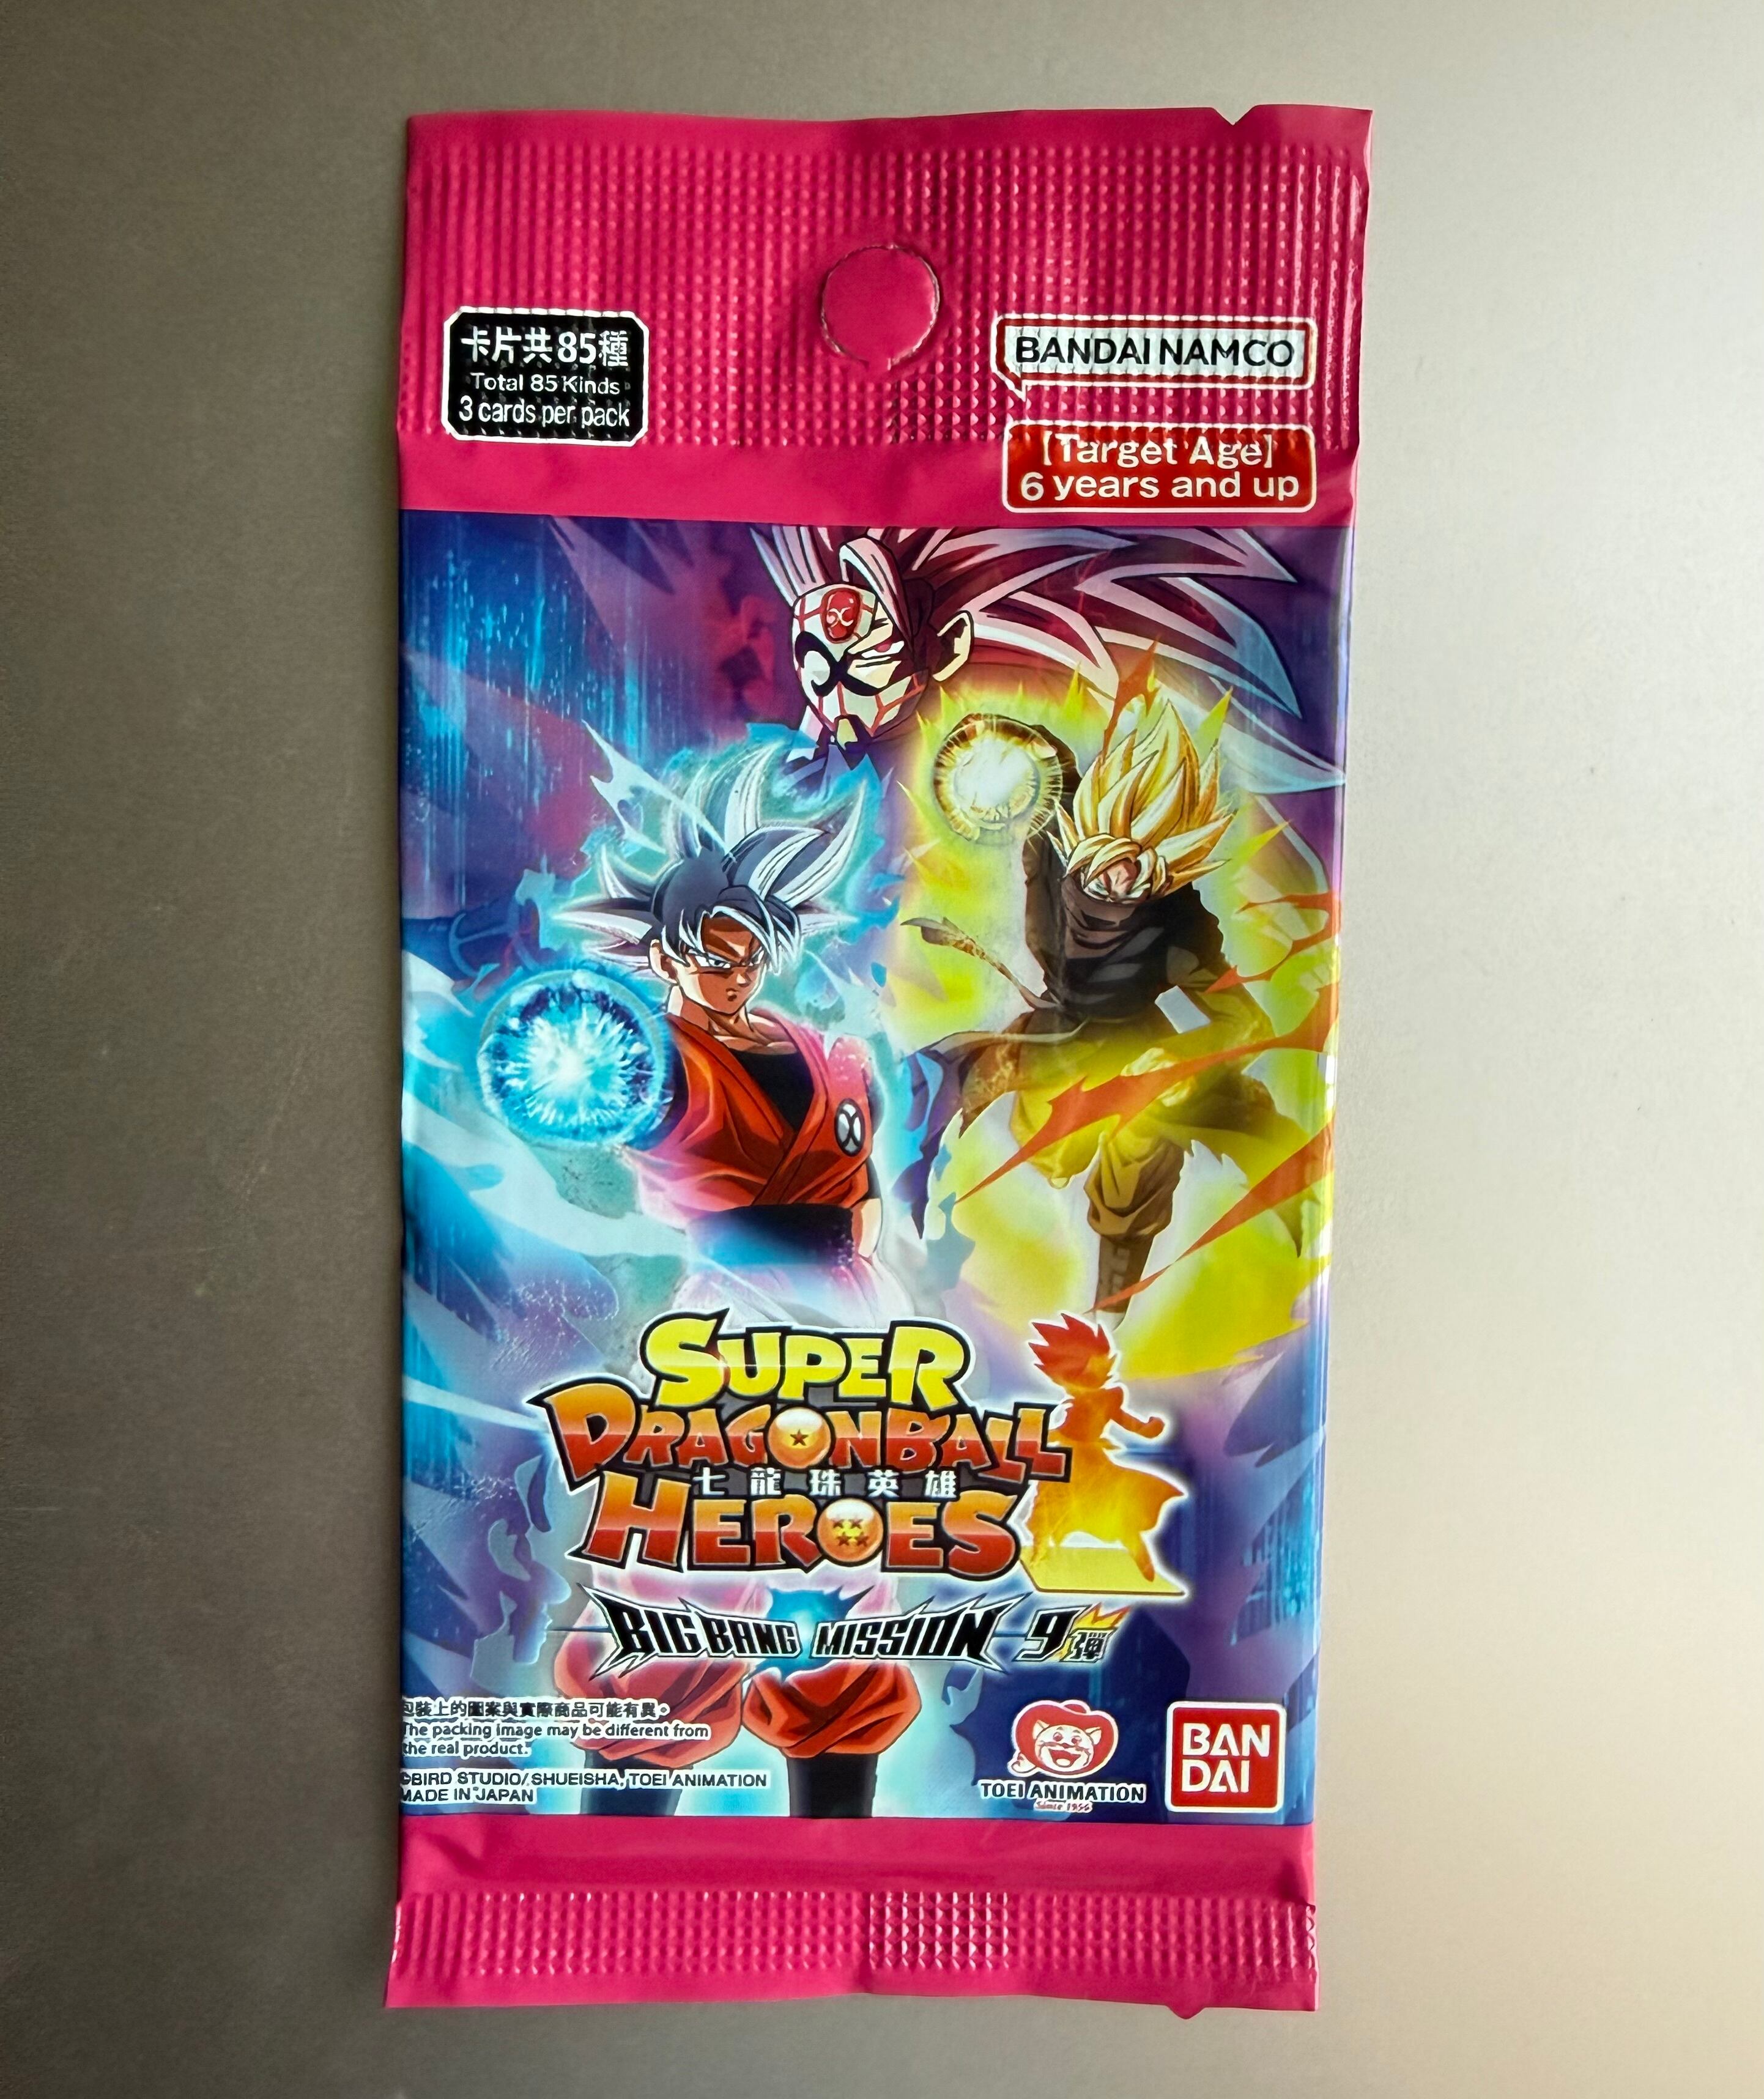 卡片共85種
Total 85 Kinds
3 cards per pack
BANDAI NAMCO
【Target Age】
6 years and up
SUPER
DRAGONBALL
七龍珠英雄
HEROES
BIGBANG MISSION 9弾
包裝上的圖案與實際商品可能有異。
The packing image may be different from
the real product.
©BIRD STUDIO/SHUEISHA, TOEI ANIMATION
MADE IN JAPAN
TOEI ANIMATION
Since 1956
BAN
DAI